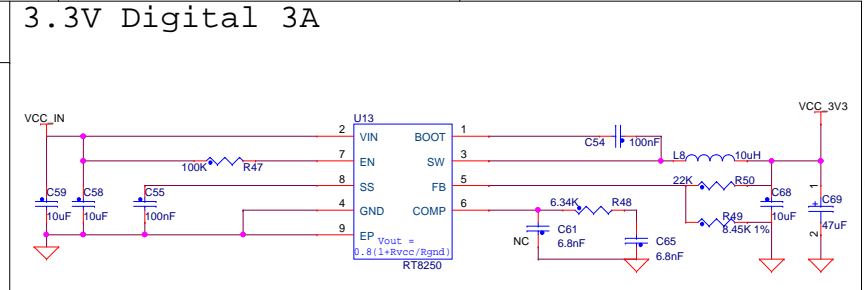 3.3V Digital 3A
VCC_IN
VCC_3V3
U13
2 VIN BOOT 1
C54 100nF
7 EN SW 3
100K R47
L8 10uH
8 SS FB 5
22K R50
C59 10uF
C58 10uF
C55 100nF
4 GND COMP 6
6.34K R48
R49 8.45K 1%
C68 10uF
1
+ C69 47uF
2
9 EP
Vout =
0.8(1+Rvcc/Rgnd)
RT8250
NC
C61 6.8nF
C65 6.8nF